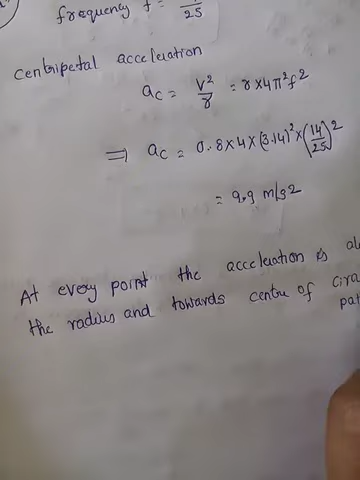 frequency f = 25
Centripetal acceleration
ac = V²/r = r×4π²f²
⇒ ac = 0.8×4×(3.14)²×(14/25)²
= 9.9 m/s2
At every point the acceleration is
the radius and towards centre of